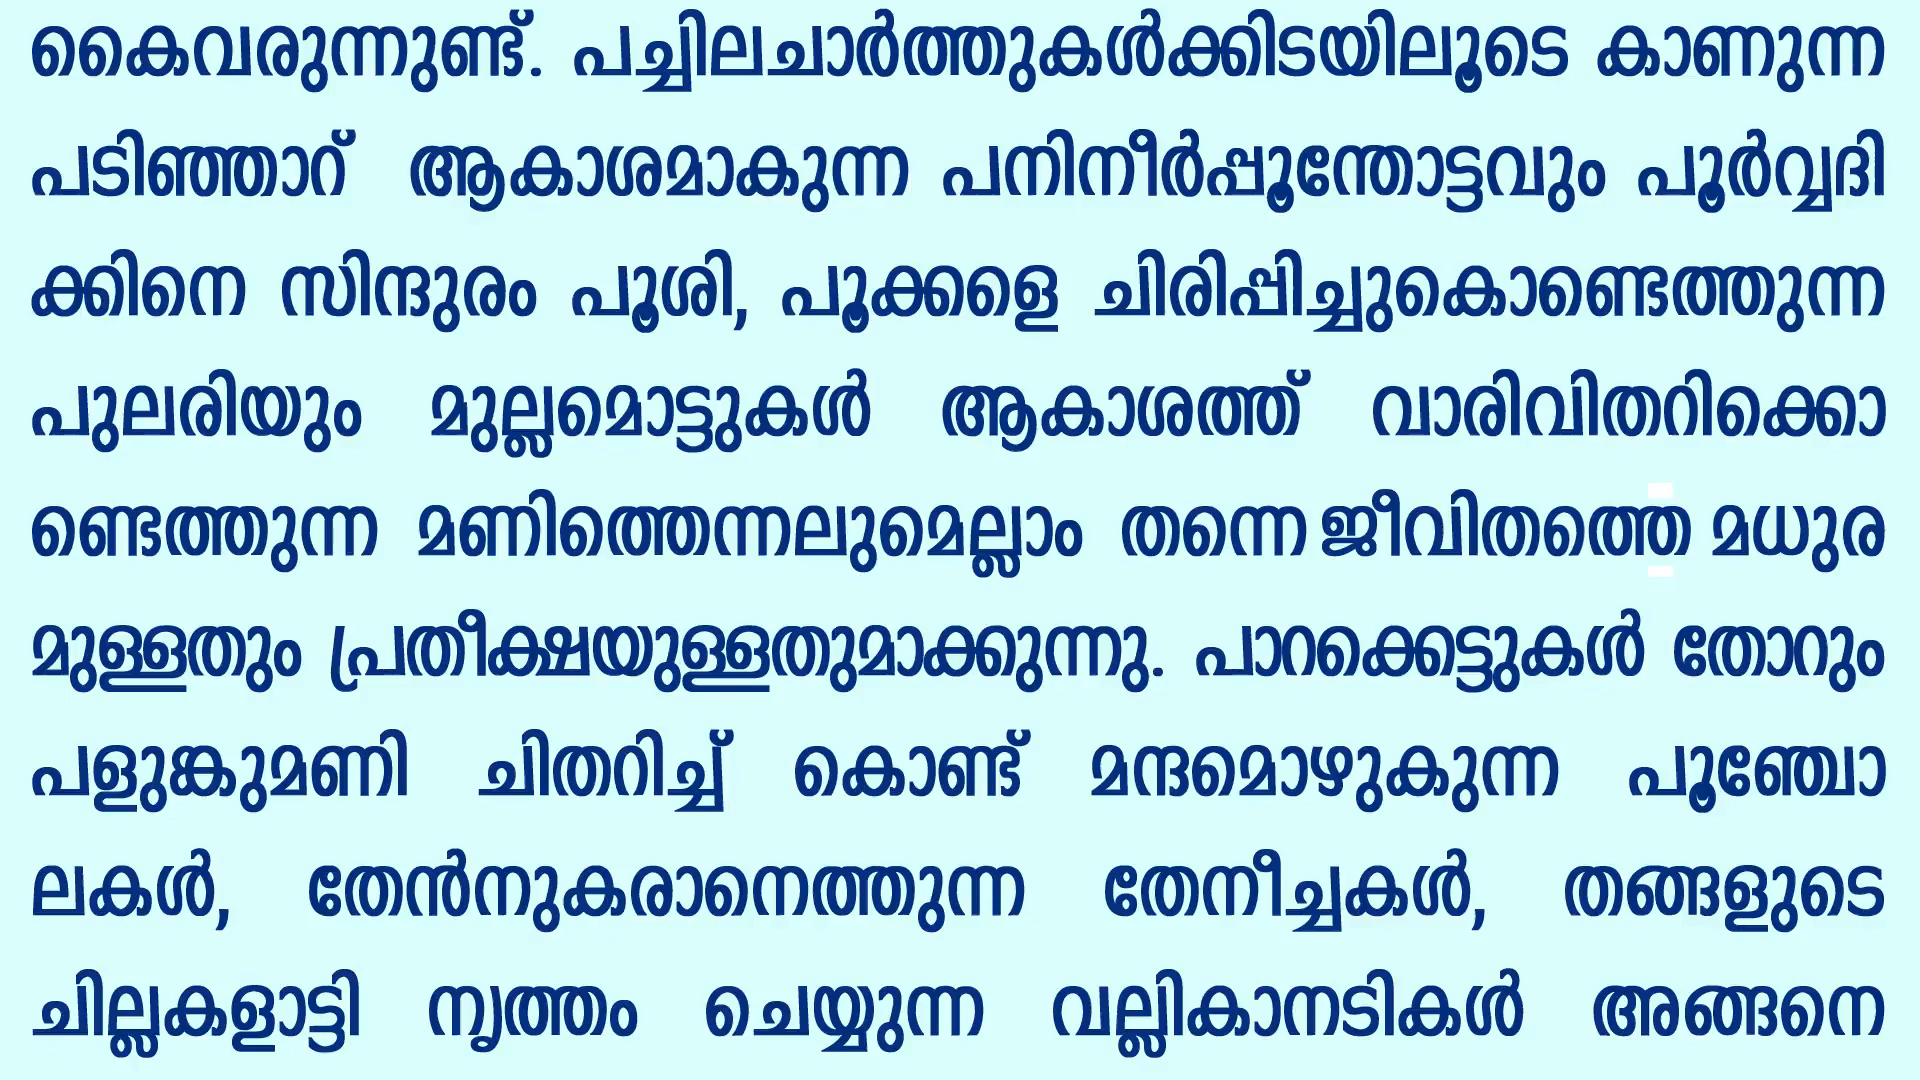 കൈവരുന്നുണ്ട്. പച്ചിലചാർത്തുകൾക്കിടയിലൂടെ കാണുന്ന
പടിഞ്ഞാറ് ആകാശമാകുന്ന പനിനീർപ്പൂന്തോട്ടവും പൂർവ്വദി
ക്കിനെ സിന്ദുരം പൂശി, പൂക്കളെ ചിരിപ്പിച്ചുകൊണ്ടെത്തുന്ന
പുലരിയും മുല്ലമൊട്ടുകൾ ആകാശത്ത് വാരിവിതറിക്കൊ
ണ്ടെത്തുന്ന മണിത്തെന്നലുമെല്ലാം തന്നെ ജീവിതത്തെ മധുര
മുള്ളതും പ്രതീക്ഷയുള്ളതുമാക്കുന്നു. പാറക്കെട്ടുകൾ തോറും
പളുങ്കുമണി ചിതറിച്ച് കൊണ്ട് മന്ദമൊഴുകുന്ന പൂഞ്ചോ
ലകൾ, തേൻനുകരാനെത്തുന്ന തേനീച്ചകൾ, തങ്ങളുടെ
ചില്ലകളാട്ടി നൃത്തം ചെയ്യുന്ന വല്ലികാനടികൾ അങ്ങനെ